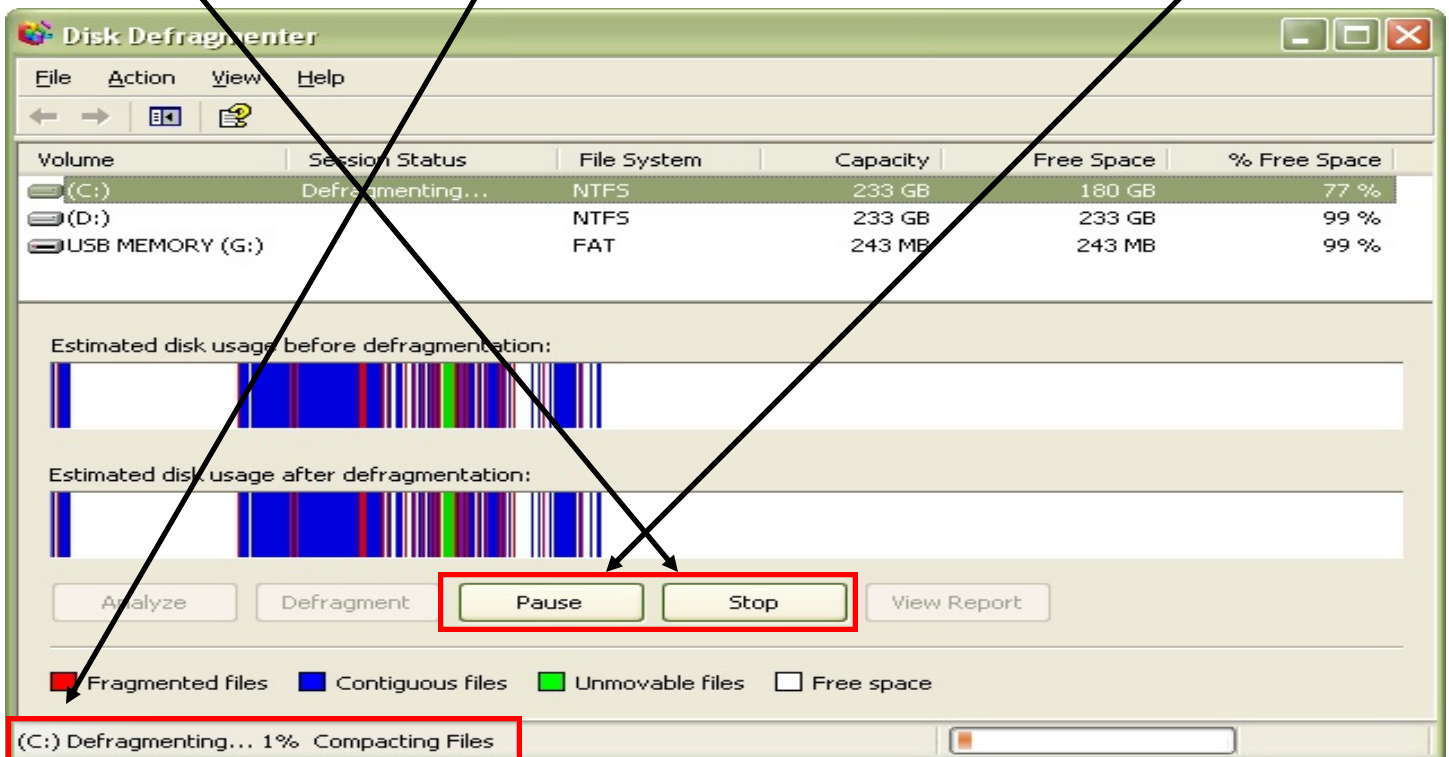 Disk Defragmenter
File Action View Help
Volume Session Status File System Capacity Free Space % Free Space
(C:) Defragmenting... NTFS 233 GB 180 GB 77 %
(D:) NTFS 233 GB 233 GB 99 %
USB MEMORY (G:) FAT 243 MB 243 MB 99 %
Estimated disk usage before defragmentation:
Estimated disk usage after defragmentation:
Analyze Defragment Pause Stop View Report
Fragmented files Contiguous files Unmovable files Free space
(C:) Defragmenting... 1% Compacting Files